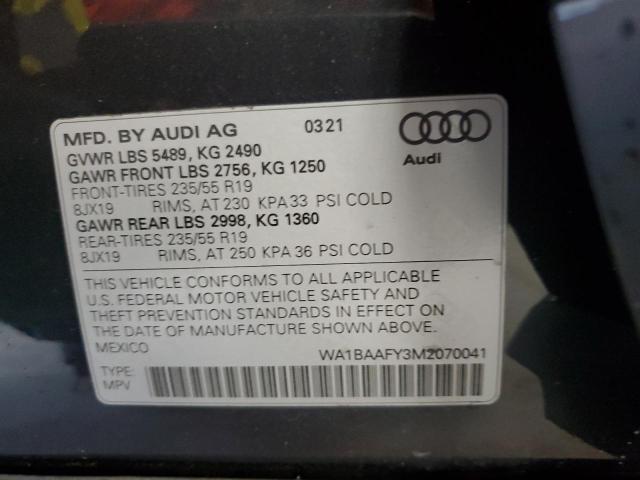 MFD. BY AUDI AG 0321
GVWR LBS 5489, KG 2490
GAWR FRONT LBS 2756, KG 1250
FRONT-TIRES 235/55 R19
8JX19 RIMS, AT 230 KPA 33 PSI COLD
GAWR REAR LBS 2998, KG 1360
REAR-TIRES 235/55 R19
8JX19 RIMS, AT 250 KPA 36 PSI COLD
Audi
THIS VEHICLE CONFORMS TO ALL APPLICABLE
U.S. FEDERAL MOTOR VEHICLE SAFETY AND
THEFT PREVENTION STANDARDS IN EFFECT ON
THE DATE OF MANUFACTURE SHOWN ABOVE.
MEXICO WA1BAAFY3M2070041
TYPE:
MPV